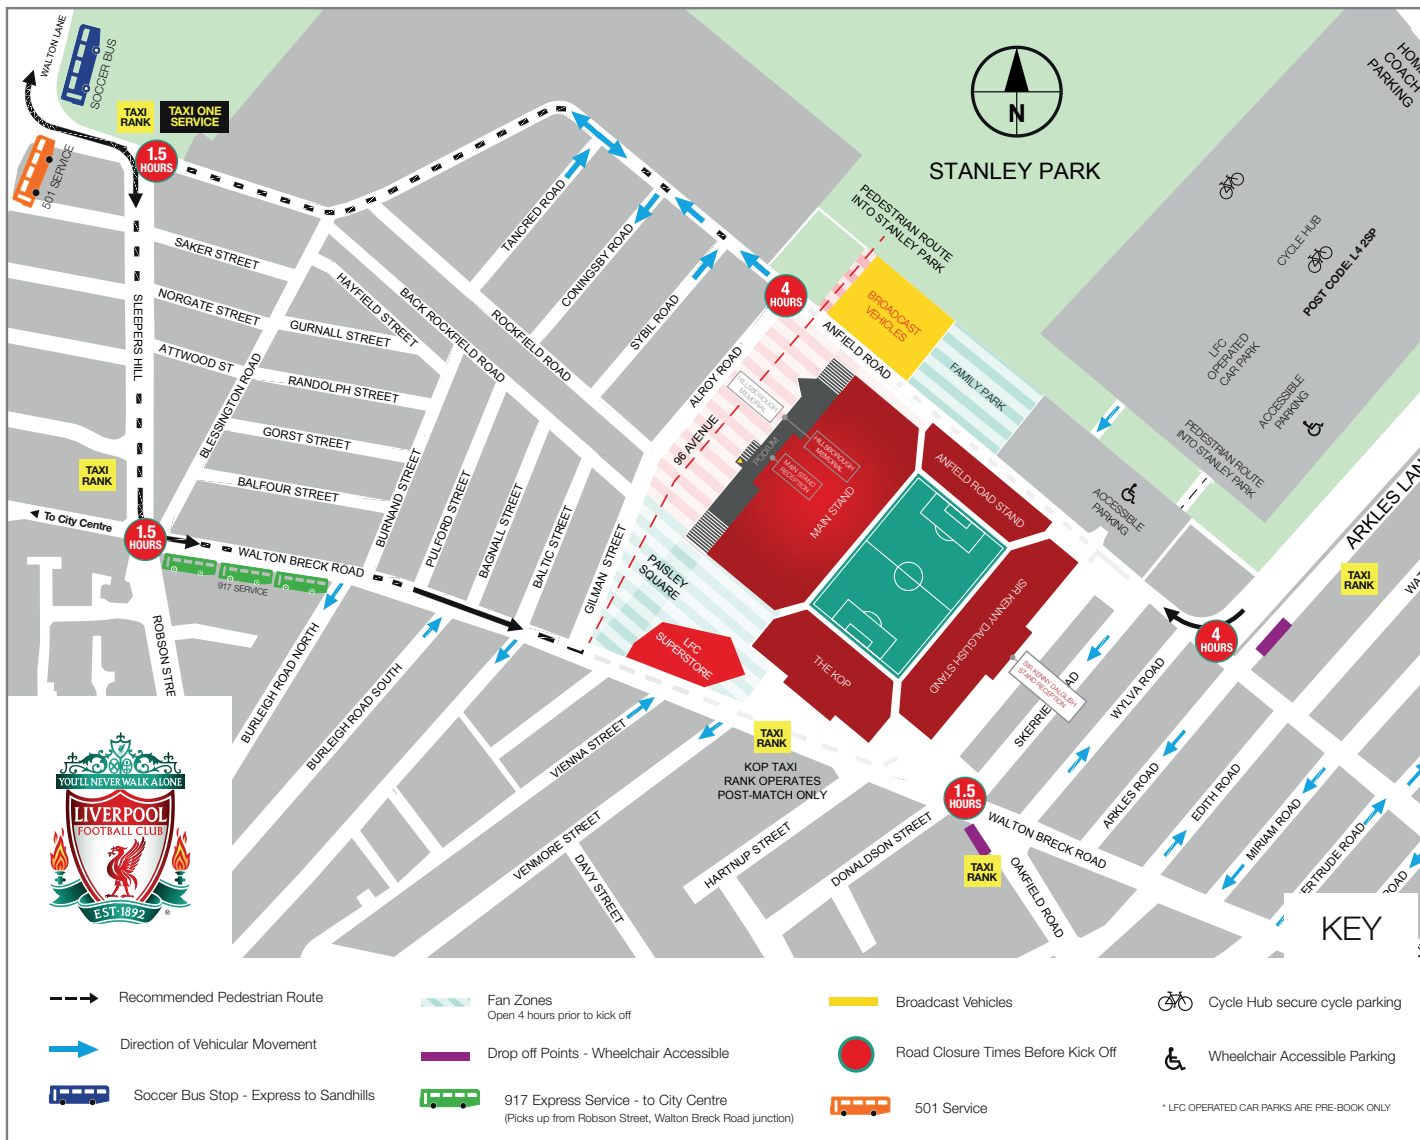 WALTON LANE
SOCCER BUS
TAXI
RANK
TAXI ONE
SERVICE
1.5
HOURS
501 SERVICE
N
STANLEY PARK
HOM
COACH
PARKING
CYCLE HUB
POST CODE: L4 2SP
LFC
OPERATED
CAR PARK
ACCESSIBLE
PARKING
PEDESTRIAN ROUTE
INTO STANLEY PARK
PEDESTRIAN ROUTE
INTO STANLEY PARK
ARKLES LAN
TAXI
RANK
SAKER STREET
NORGATE STREET
ATTWOOD ST
SLEEPERS HILL
BLESSINGTON ROAD
GURNALL STREET
RANDOLPH STREET
GORST STREET
BALFOUR STREET
HAYFIELD STREET
BACK ROCKFIELD ROAD
ROCKFIELD ROAD
TANCRED ROAD
CONINGSBY ROAD
SYBIL ROAD
ALROY ROAD
4
HOURS
ANFIELD ROAD
BROADCAST
VEHICLES
FAMILY PARK
96 AVENUE
HILLSBOROUGH
MEMORIAL
PODIUM
HILLSBOROUGH
MEMORIAL
MAIN STAND
RECEPTION
MAIN STAND
ANFIELD ROAD STAND
SIR KENNY DALGLISH STAND
THE KOP
ACCESSIBLE
PARKING
SIR KENNY DALGLISH
STAND RECEPTION
4
HOURS
TAXI
RANK
To City Centre
1.5
HOURS
WALTON BRECK ROAD
917 SERVICE
BURNAND STREET
PULFORD STREET
BAGNALL STREET
BALTIC STREET
GILMAN STREET
PAISLEY
SQUARE
LFC
SUPERSTORE
ROBSON STRE
BURLEIGH ROAD NORTH
BURLEIGH ROAD SOUTH
VIENNA STREET
VENMORE STREET
DAVY STREET
HARTNUP STREET
DONALDSON STREET
TAXI
RANK
KOP TAXI
RANK OPERATES
POST-MATCH ONLY
1.5
HOURS
TAXI
RANK
WALTON BRECK ROAD
OAKFIELD ROAD
SKERRIE
AD
WYLVA ROAD
ARKLES ROAD
EDITH ROAD
MIRIAM ROAD
ERTRUDE ROAD
ROAD
WAT
YOU'LL NEVER WALK ALONE
LIVERPOOL
FOOTBALL CLUB
EST·1892
®
KEY
Recommended Pedestrian Route
Direction of Vehicular Movement
Soccer Bus Stop - Express to Sandhills
Fan Zones
Open 4 hours prior to kick off
Drop off Points - Wheelchair Accessible
917 Express Service - to City Centre
(Picks up from Robson Street, Walton Breck Road junction)
Broadcast Vehicles
Road Closure Times Before Kick Off
501 Service
Cycle Hub secure cycle parking
Wheelchair Accessible Parking
* LFC OPERATED CAR PARKS ARE PRE-BOOK ONLY